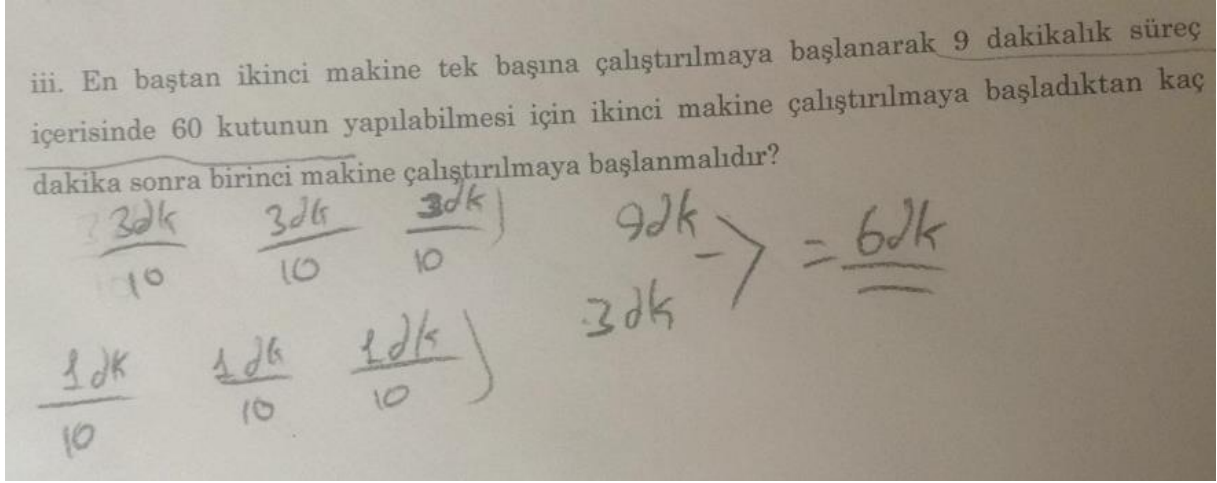 iii. En baştan ikinci makine tek başına çalıştırılmaya başlanarak 9 dakikalık süreç
içerisinde 60 kutunun yapılabilmesi için ikinci makine çalıştırılmaya başladıktan kaç
dakika sonra birinci makine çalıştırılmaya başlanmalıdır?
3dk 3dk 3dk) 9dk
10 10 10 -> = 6dk
1dk 1dk 1dk) 3dk
10 10 10